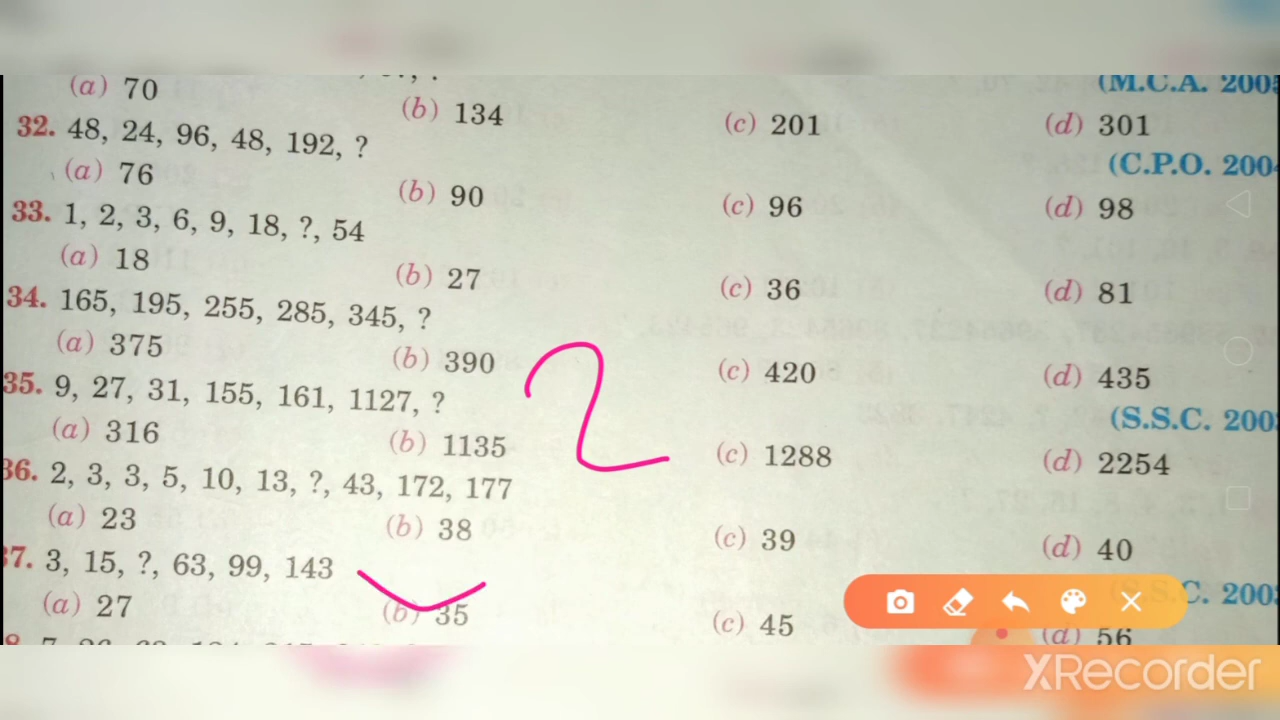 (a) 70 (b) 134 (c) 201 (d) 301
(M.C.A. 200
32. 48, 24, 96, 48, 192, ?
(C.P.O. 200
(a) 76 (b) 90 (c) 96 (d) 98
33. 1, 2, 3, 6, 9, 18, ?, 54
(a) 18 (b) 27 (c) 36 (d) 81
34. 165, 195, 255, 285, 345, ?
(a) 375 (b) 390 (c) 420 (d) 435
35. 9, 27, 31, 155, 161, 1127, ?
(S.S.C. 200
(a) 316 (b) 1135 (c) 1288 (d) 2254
36. 2, 3, 3, 5, 10, 13, ?, 43, 172, 177
(a) 23 (b) 38 (c) 39 (d) 40
37. 3, 15, ?, 63, 99, 143
C. 200
(a) 27 (b) 35 (c) 45 (d) 56
2
XRecorder